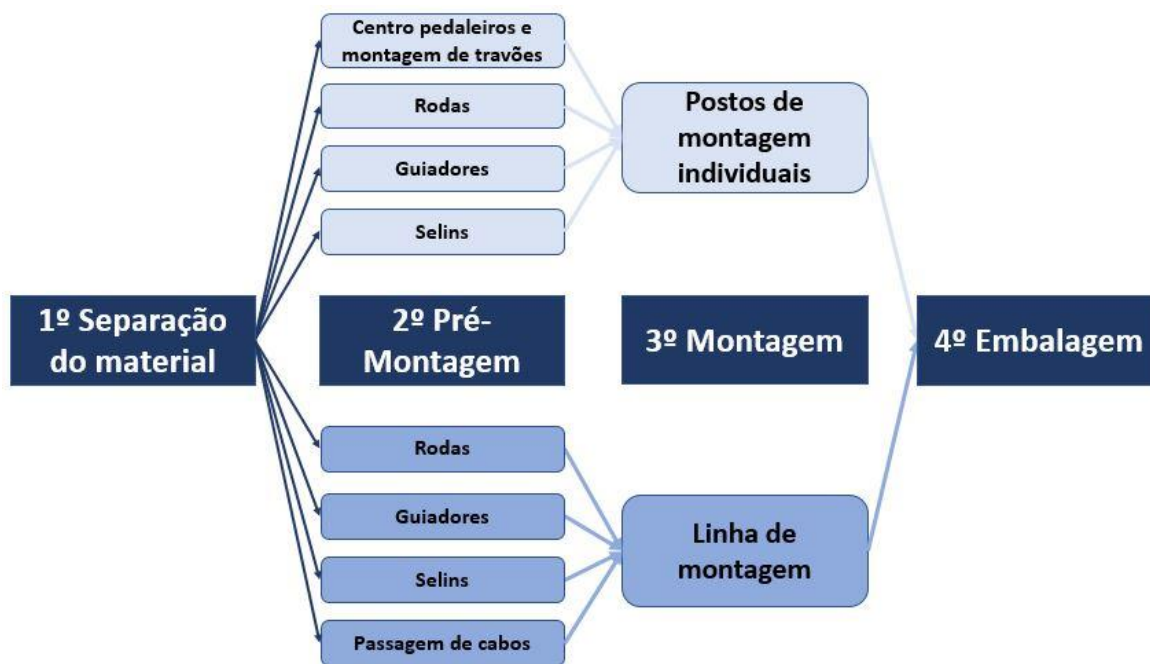 Centro pedaleiros e
montagem de travões
Rodas
Guiadores
Selins
Postos de
montagem
individuais
1º Separação
do material
2º Pré-
Montagem
3º Montagem
4º Embalagem
Rodas
Guiadores
Selins
Passagem de cabos
Linha de
montagem